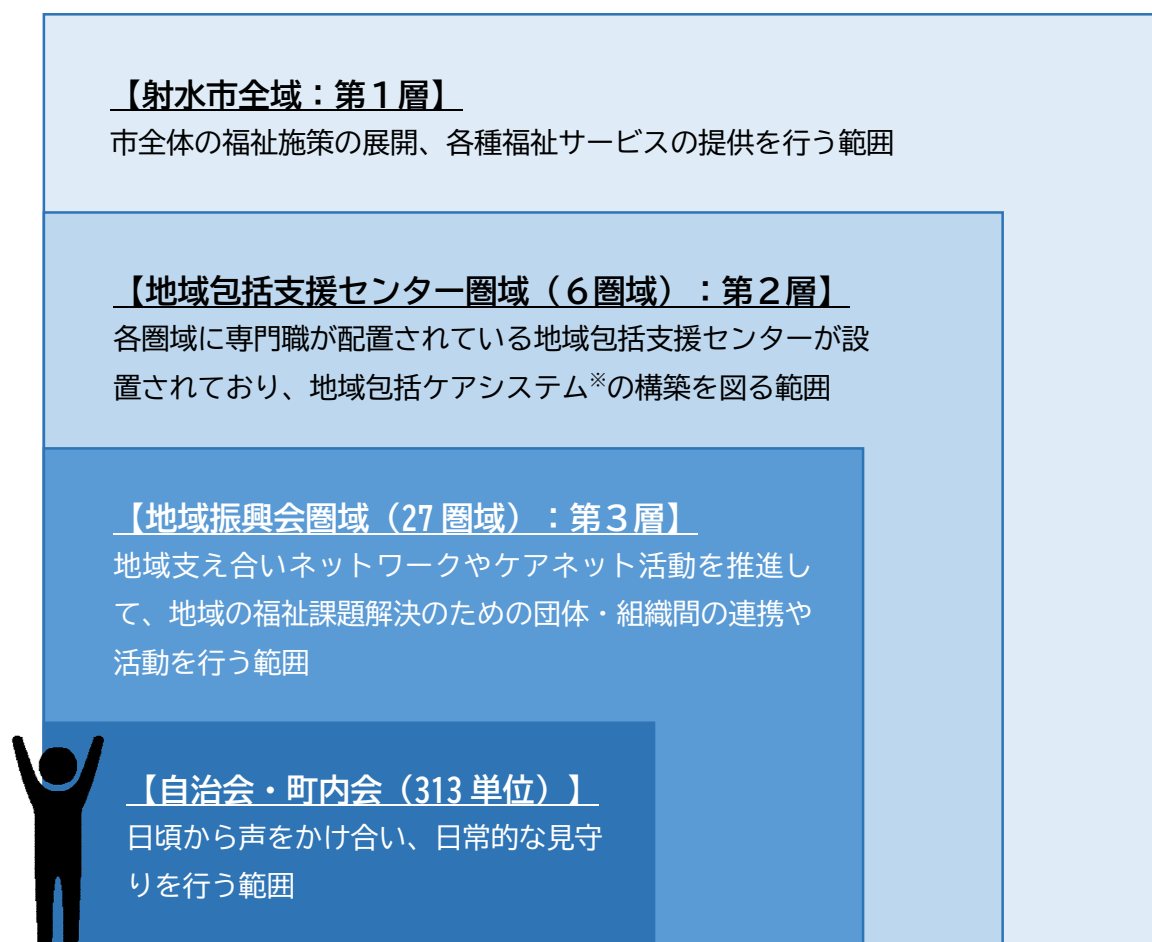 【射水市全域：第１層】
市全体の福祉施策の展開、各種福祉サービスの提供を行う範囲
【地域包括支援センター圏域（６圏域）：第２層】
各圏域に専門職が配置されている地域包括支援センターが設
置されており、地域包括ケアシステム※の構築を図る範囲
【地域振興会圏域（27 圏域）：第３層】
地域支え合いネットワークやケアネット活動を推進し
て、地域の福祉課題解決のための団体・組織間の連携や
活動を行う範囲
【自治会・町内会（313 単位）】
日頃から声をかけ合い、日常的な見守
りを行う範囲